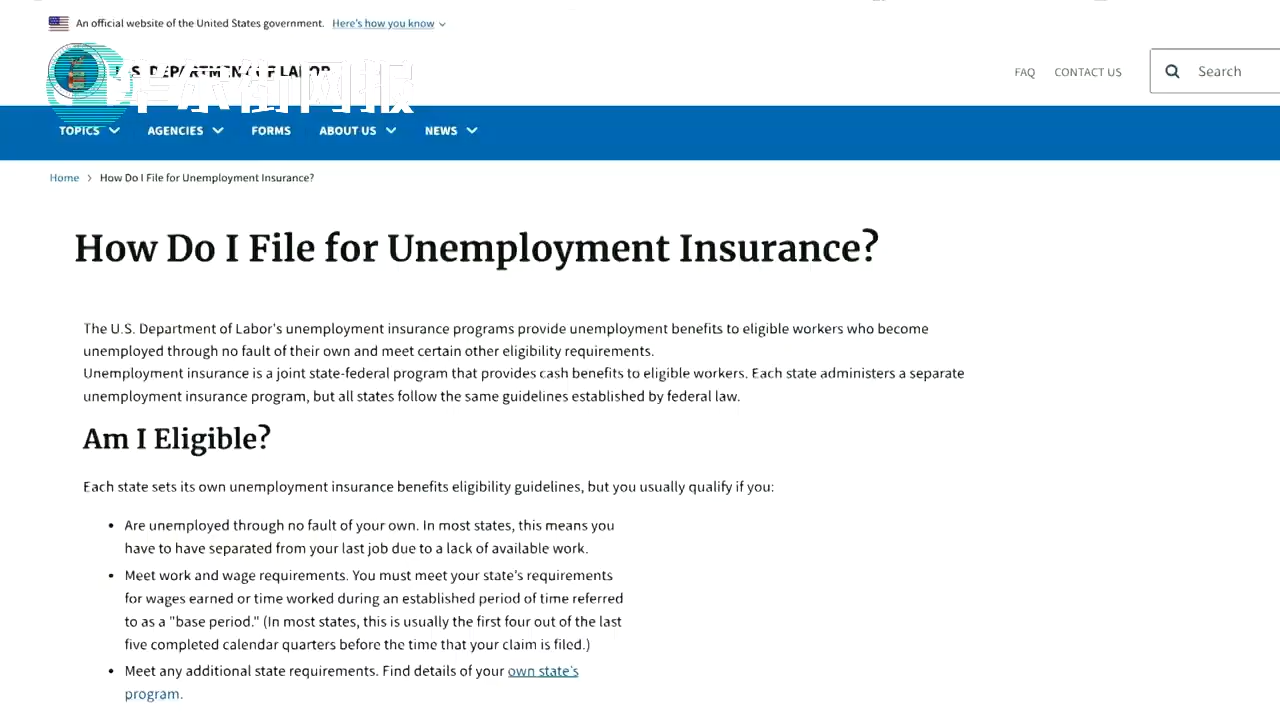 An official website of the United States government. Here's how you know
U.S. DEPARTMENT OF LABOR
华尔街网报
FAQ
CONTACT US
Search
TOPICS
AGENCIES
FORMS
ABOUT US
NEWS
Home > How Do I File for Unemployment Insurance?
How Do I File for Unemployment Insurance?
The U.S. Department of Labor's unemployment insurance programs provide unemployment benefits to eligible workers who become
unemployed through no fault of their own and meet certain other eligibility requirements.
Unemployment insurance is a joint state-federal program that provides cash benefits to eligible workers. Each state administers a separate
unemployment insurance program, but all states follow the same guidelines established by federal law.
Am I Eligible?
Each state sets its own unemployment insurance benefits eligibility guidelines, but you usually qualify if you:
• Are unemployed through no fault of your own. In most states, this means you
have to have separated from your last job due to a lack of available work.
• Meet work and wage requirements. You must meet your state's requirements
for wages earned or time worked during an established period of time referred
to as a "base period." (In most states, this is usually the first four out of the last
five completed calendar quarters before the time that your claim is filed.)
• Meet any additional state requirements. Find details of your own state's
program.